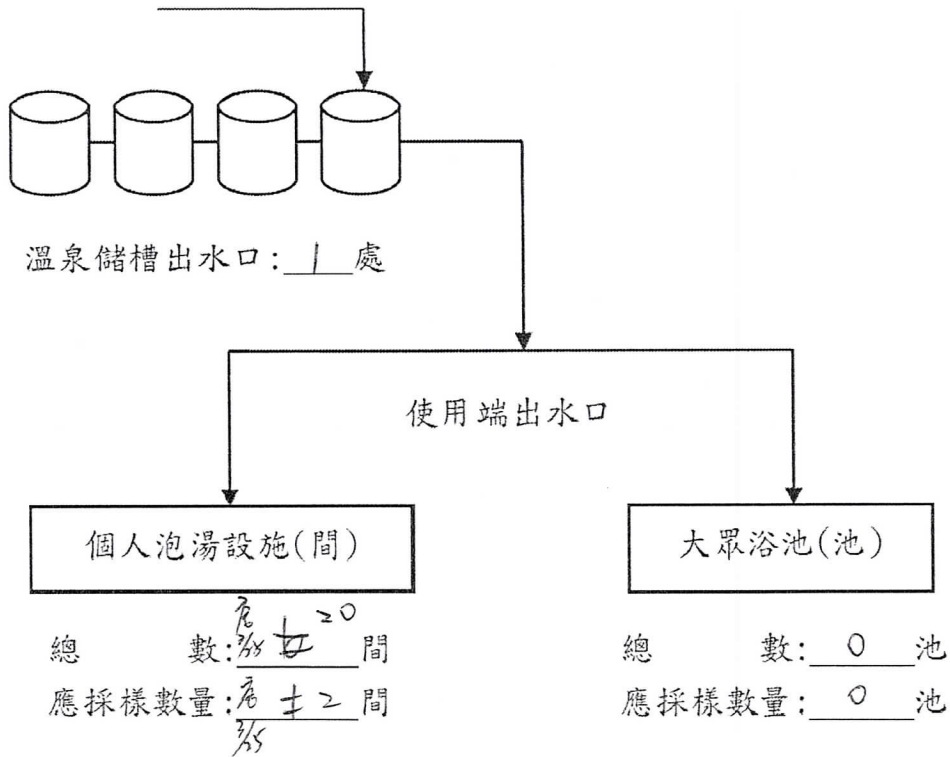 溫泉儲槽出水口:1處
使用端出水口
個人泡湯設施(間)
大眾浴池(池)
總數:20間
應採樣數量:2間
總數:0池
應採樣數量:0池